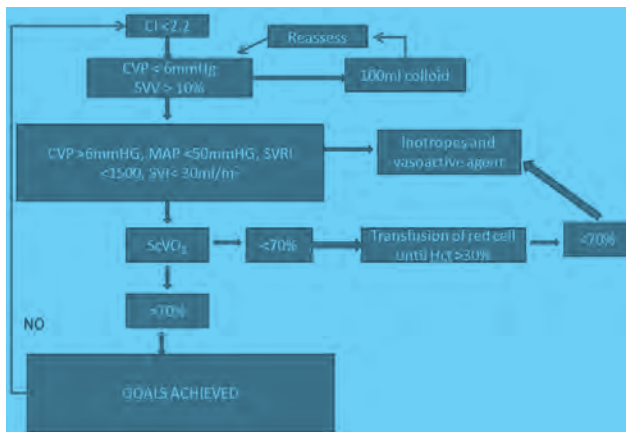 CI <2.2
Reassess
CVP < 6mmHg
SVV > 10%
100ml colloid
CVP >6mmHG, MAP <50mmHG, SVRI
<1500, SVI< 30ml/m²
Inotropes and
vasoactive agent
ScVO₂
<70%
Transfusion of red cell
until Hct >30%
<70%
>70%
NO
GOALS ACHIEVED